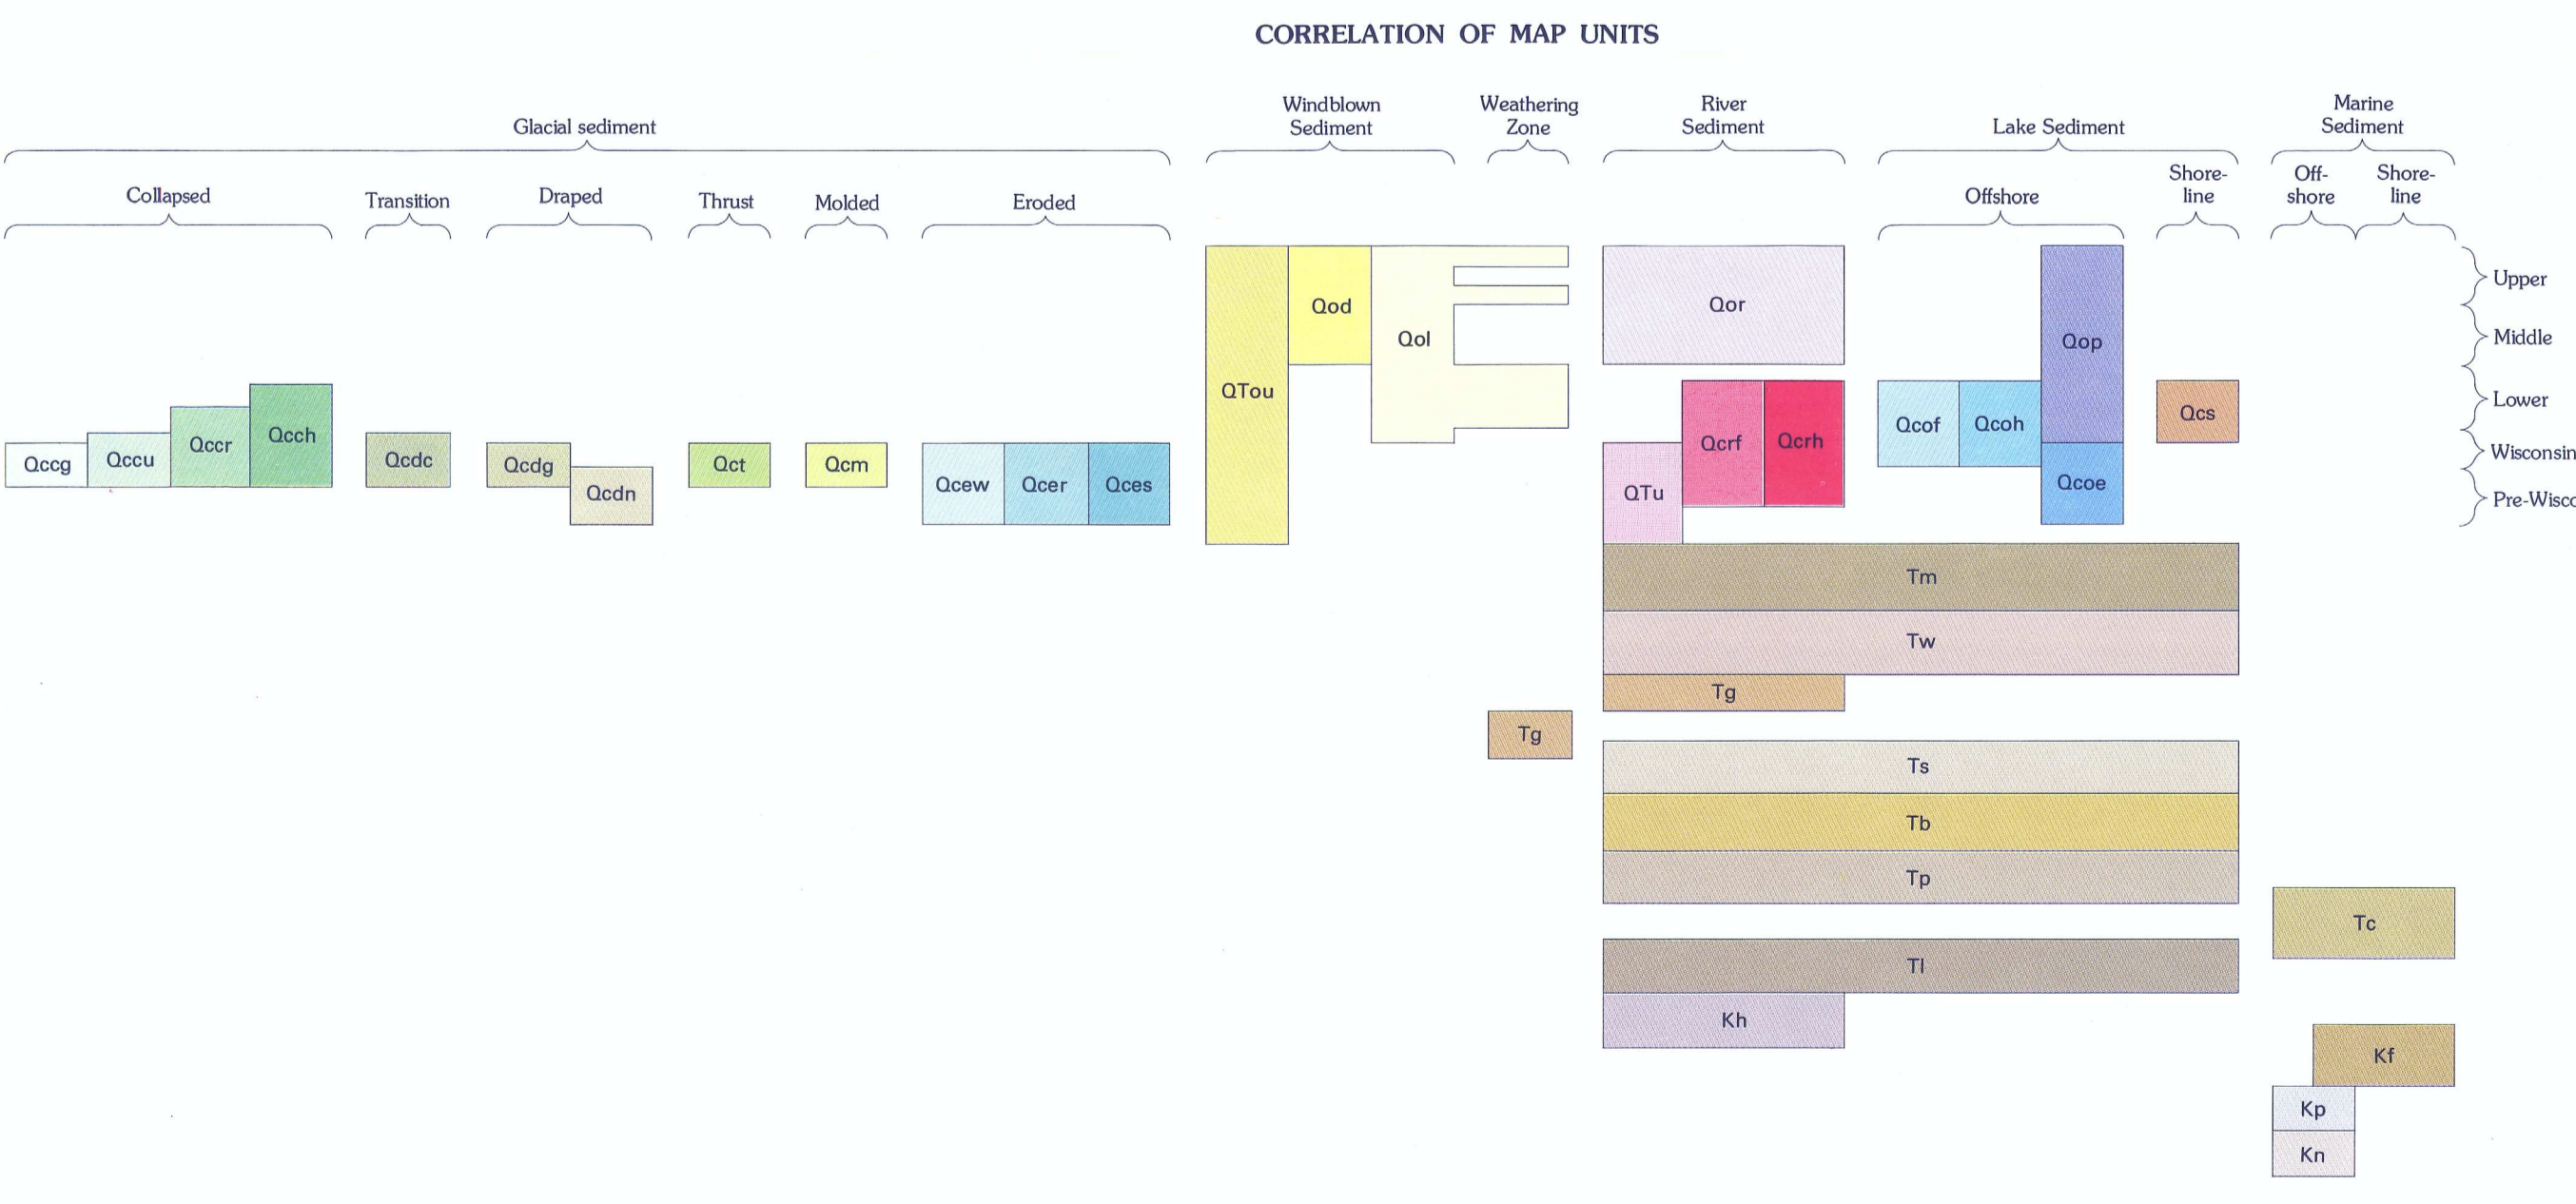 CORRELATION OF MAP UNITS
Glacial sediment
Windblown
Sediment
Weathering
Zone
River
Sediment
Lake Sediment
Marine
Sediment
Collapsed
Transition
Draped
Thrust
Molded
Eroded
Offshore
Shore-
line
Off-
shore
Shore-
line
Upper
Middle
Lower
Wisconsin
Pre-Wisc
Qccg
Qccu
Qccr
Qcch
Qcdc
Qcdg
Qcdn
Qct
Qcm
Qcew
Qcer
Qces
QTou
Qod
Qol
Qor
QTu
Qcrf
Qcrh
Qcof
Qcoh
Qop
Qcoe
Qcs
Tm
Tw
Tg
Tg
Ts
Tb
Tp
Tc
Tl
Kh
Kf
Kp
Kn